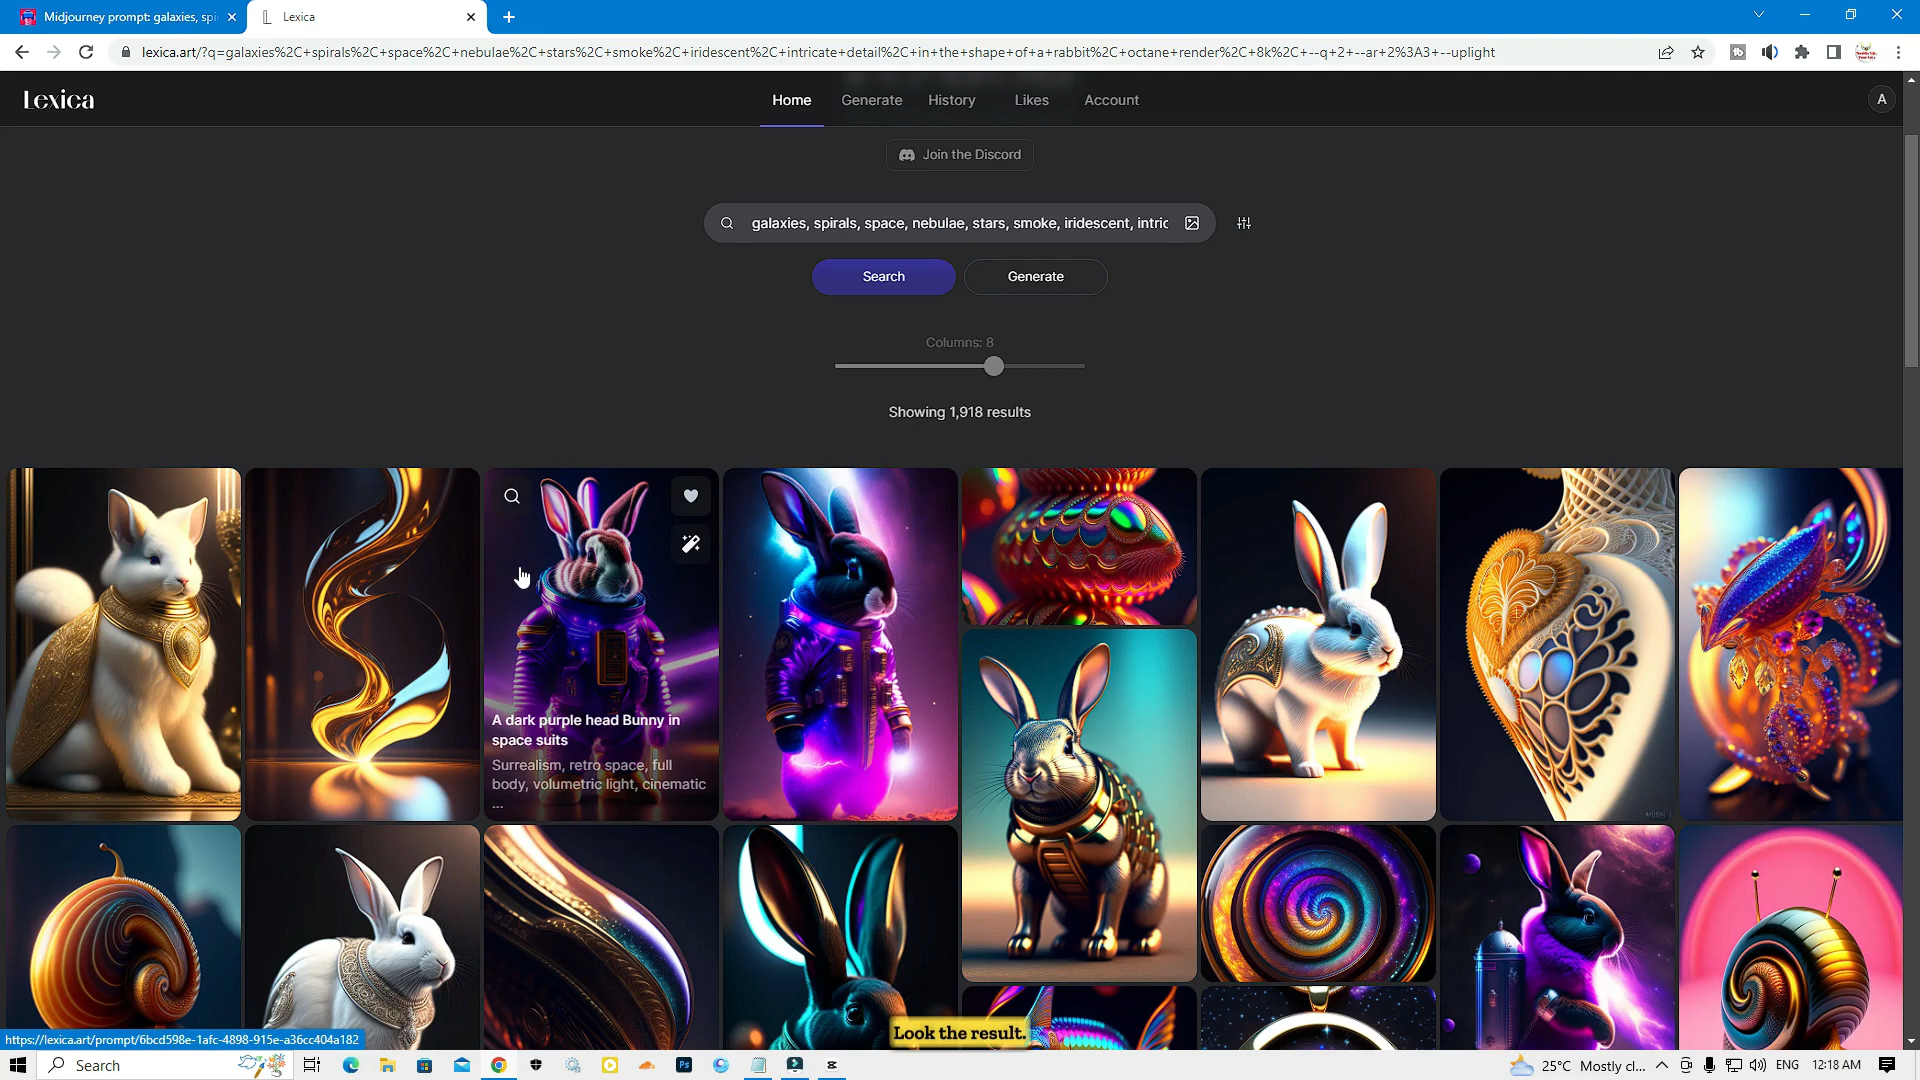 Midjourney prompt: galaxies, spi
Lexica
lexica.art/?q=galaxies%2C+spirals%2C+space%2C+nebulae%2C+stars%2C+smoke%2C+iridescent%2C+intricate+detail%2C+in+the+shape+of+a+rabbit%2C+octane+render%2C+8k%2C+--q+2+--ar+2%3A3+--uplight
Lexica
Home
Generate
History
Likes
Account
A
Join the Discord
galaxies, spirals, space, nebulae, stars, smoke, iridescent, intric
Search
Generate
Columns: 8
Showing 1,918 results
A dark purple head Bunny in
space suits
Surrealism, retro space, full
body, volumetric light, cinematic
...
Look the result.
https://lexica.art/prompt/6bcd598e-1afc-4898-915e-a36cc404a182
Search
Ps
25°C Mostly cl...
ENG
12:18 AM